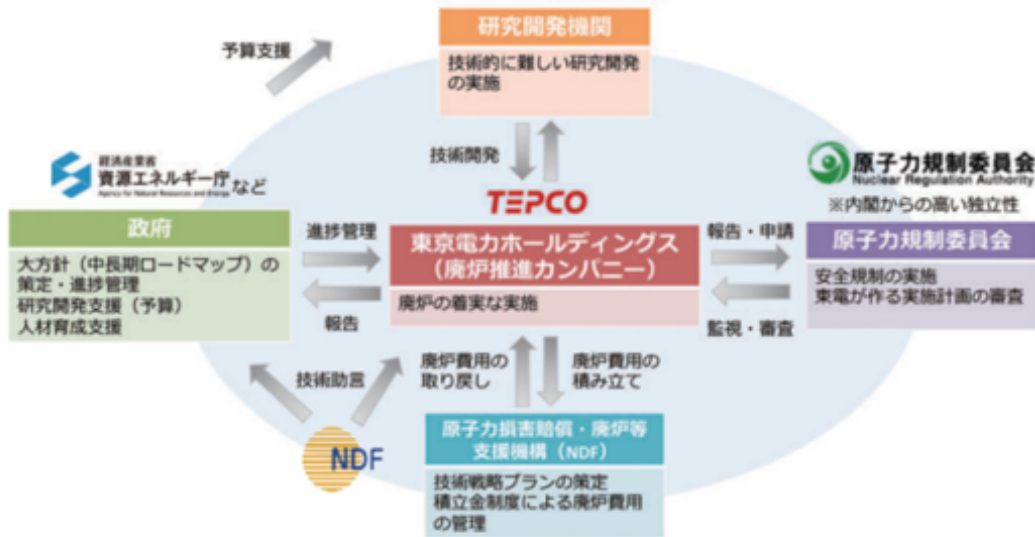 研究開発機関
予算支援
技術的に難しい研究開発
の実施
技術開発
経済産業省
資源エネルギー庁など
Agency for Natural Resources and Energy
原子力規制委員会
Nuclear Regulation Authority
※内閣からの高い独立性
TEPCO
政府
大方針(中長期ロードマップ)の
策定・進捗管理
研究開発支援(予算)
人材育成支援
進捗管理
報告
東京電力ホールディングス
(廃炉推進カンパニー)
廃炉の着実な実施
報告・申請
監視・審査
原子力規制委員会
安全規制の実施
東電が作る実施計画の審査
技術助言
廃炉費用の
取り戻し
廃炉費用の
積み立て
NDF
原子力損害賠償・廃炉等
支援機構(NDF)
技術戦略プランの策定
積立金制度による廃炉費用
の管理